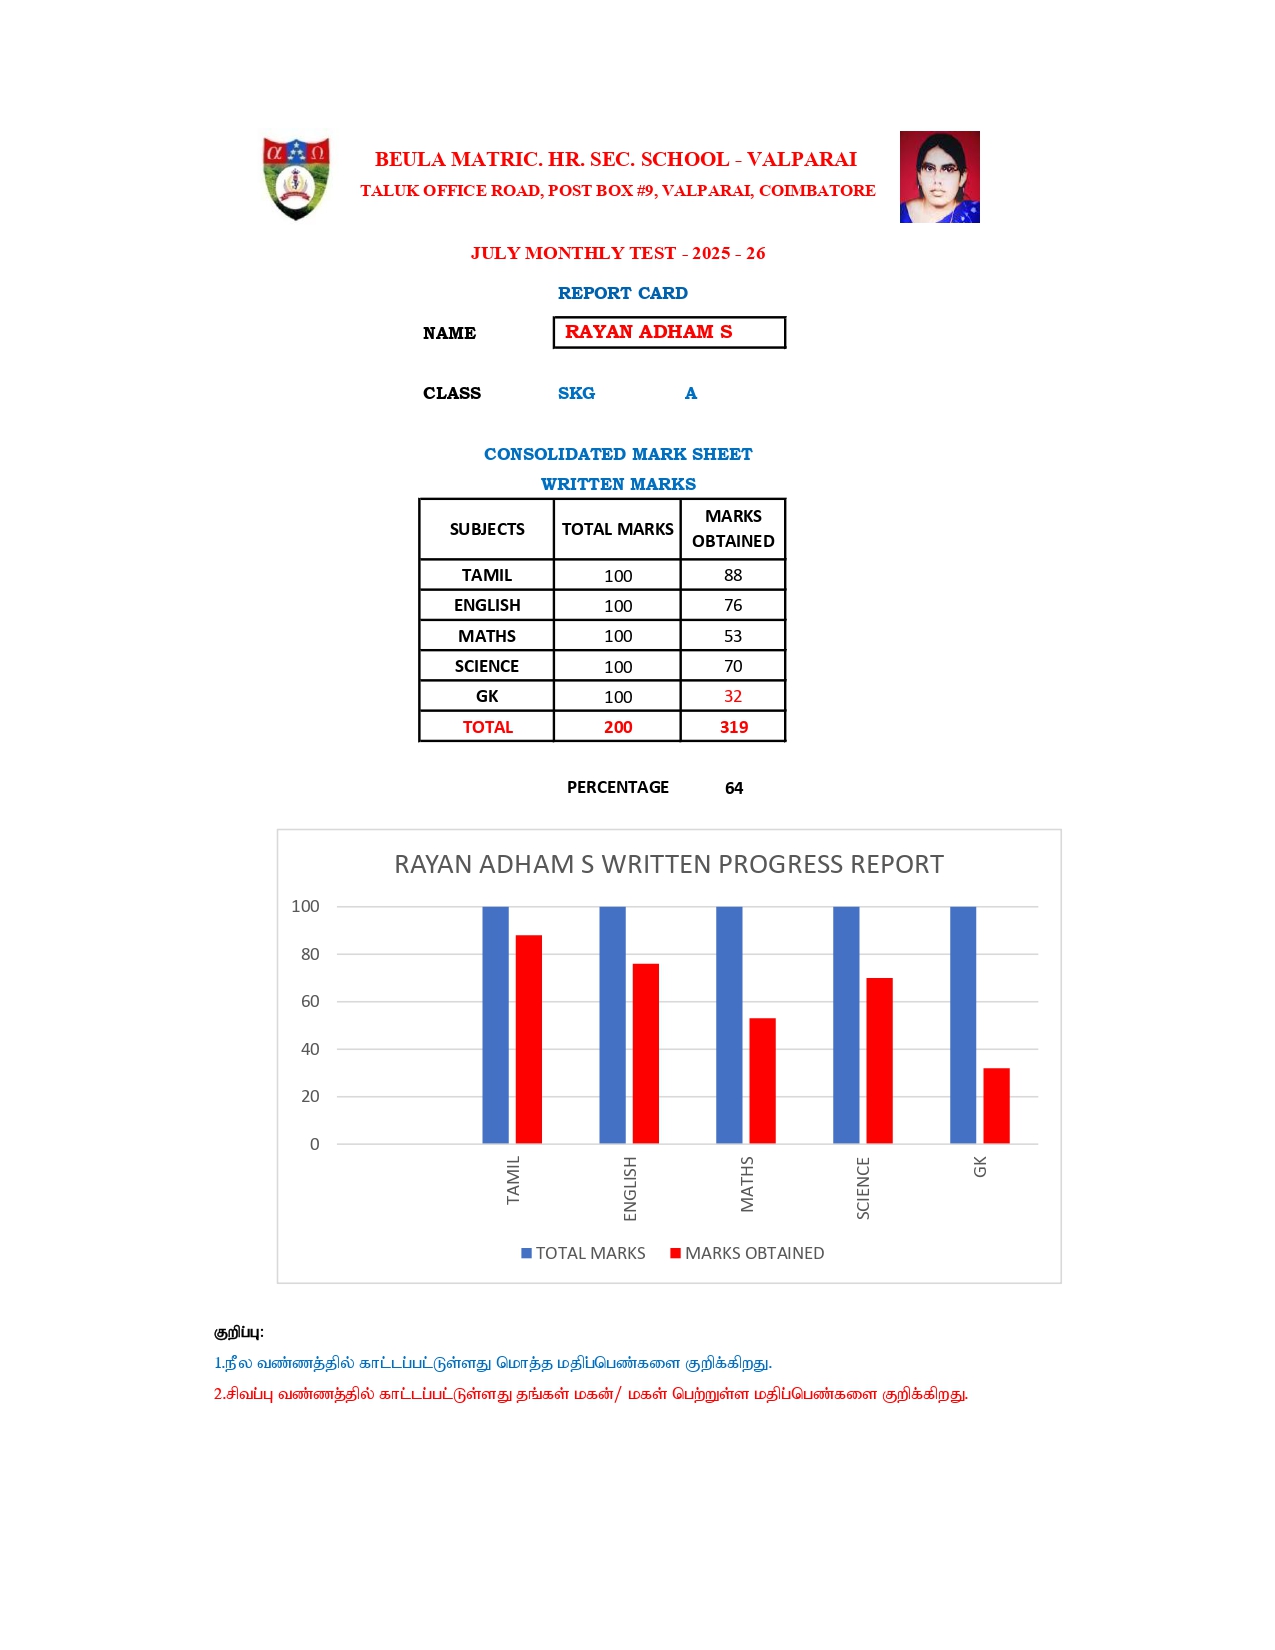 α Ω
BEULA MATRIC. HR. SEC. SCHOOL - VALPARAI
TALUK OFFICE ROAD, POST BOX #9, VALPARAI, COIMBATORE
JULY MONTHLY TEST - 2025 - 26
REPORT CARD
NAME RAYAN ADHAM S
CLASS SKG A
CONSOLIDATED MARK SHEET
WRITTEN MARKS
SUBJECTS TOTAL MARKS MARKS OBTAINED
TAMIL 100 88
ENGLISH 100 76
MATHS 100 53
SCIENCE 100 70
GK 100 32
TOTAL 200 319
PERCENTAGE 64
RAYAN ADHAM S WRITTEN PROGRESS REPORT
100
80
60
40
20
0
TAMIL ENGLISH MATHS SCIENCE GK
TOTAL MARKS MARKS OBTAINED
குறிப்பு:
1.நீல வண்ணத்தில் காட்டப்பட்டுள்ளது மொத்த மதிப்பெண்களை குறிக்கிறது.
2.சிவப்பு வண்ணத்தில் காட்டப்பட்டுள்ளது தங்கள் மகன்/ மகள் பெற்றுள்ள மதிப்பெண்களை குறிக்கிறது.